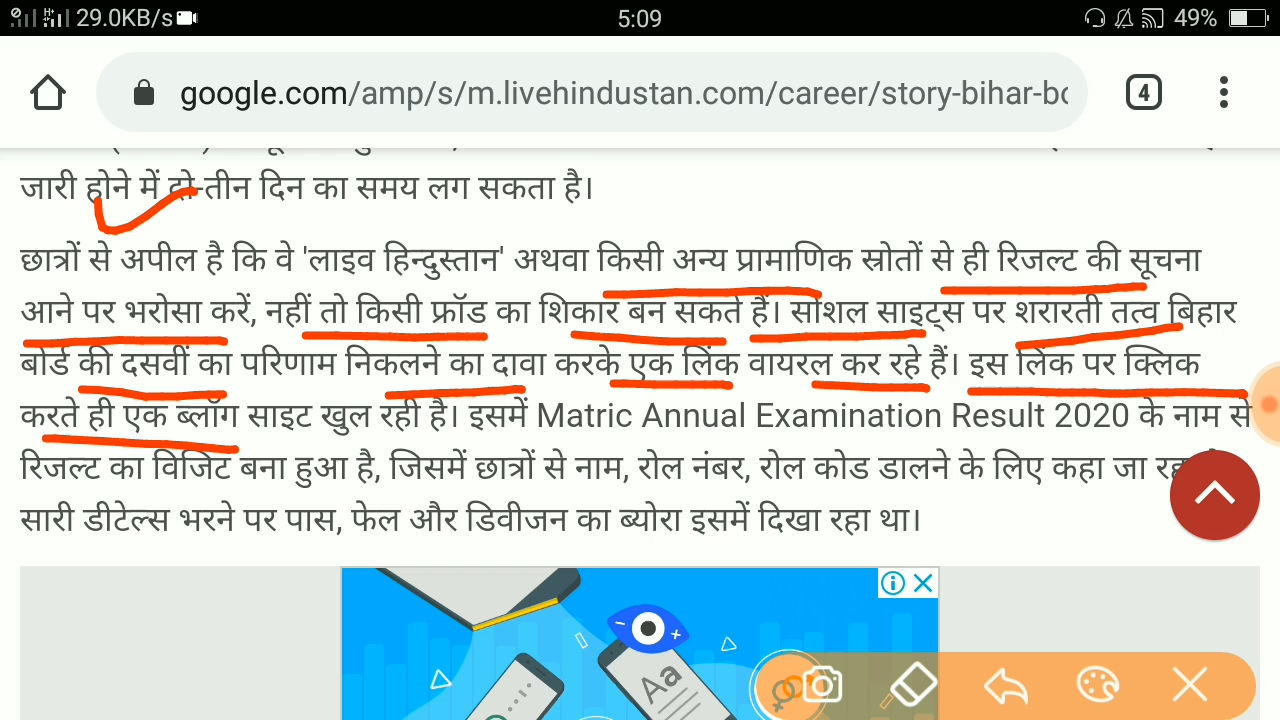 29.0KB/s
5:09
49%
google.com/amp/s/m.livehindustan.com/career/story-bihar-bc
4
जारी होने में दो-तीन दिन का समय लग सकता है।
छात्रों से अपील है कि वे 'लाइव हिन्दुस्तान' अथवा किसी अन्य प्रामाणिक स्रोतों से ही रिजल्ट की सूचना
आने पर भरोसा करें, नहीं तो किसी फ्रॉड का शिकार बन सकते हैं। सोशल साइट्स पर शरारती तत्व बिहार
बोर्ड की दसवीं का परिणाम निकलने का दावा करके एक लिंक वायरल कर रहे हैं। इस लिंक पर क्लिक
करते ही एक ब्लॉग साइट खुल रही है। इसमें Matric Annual Examination Result 2020 के नाम से
रिजल्ट का विजिट बना हुआ है, जिसमें छात्रों से नाम, रोल नंबर, रोल कोड डालने के लिए कहा जा
सारी डीटेल्स भरने पर पास, फेल और डिवीजन का ब्योरा इसमें दिखा रहा था।
Aa